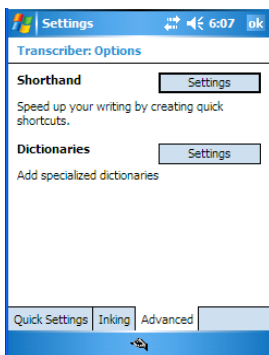 Settings 6:07 ok
Transcriber: Options
Shorthand Settings
Speed up your writing by creating quick
shortcuts.
Dictionaries Settings
Add specialized dictionaries
Quick Settings Inking Advanced